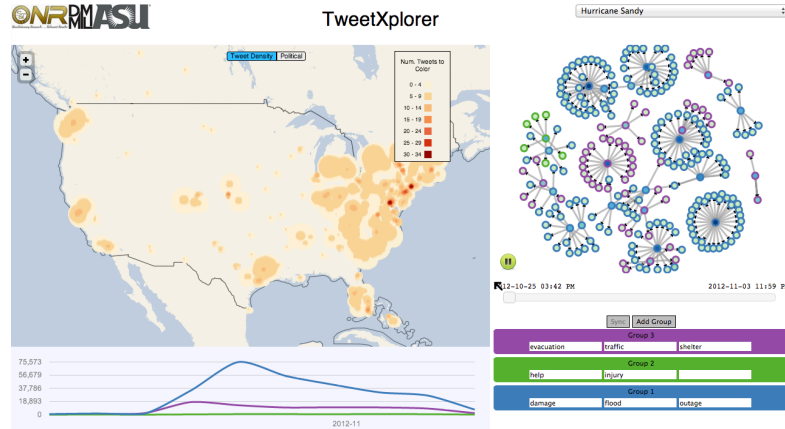 ONR DMML ASU
TweetXplorer
Hurricane Sandy
+
−
Tweet Density Political
Num. Tweets to
Color
0 - 4
5 - 9
10 - 14
15 - 19
20 - 24
25 - 29
30 - 34
12-10-25 03:42 PM 2012-11-03 11:59 P
Sync Add Group
Group 3
evacuation traffic shelter
Group 2
help injury
Group 1
damage flood outage
75,573
56,679
37,786
18,893
0
2012-11